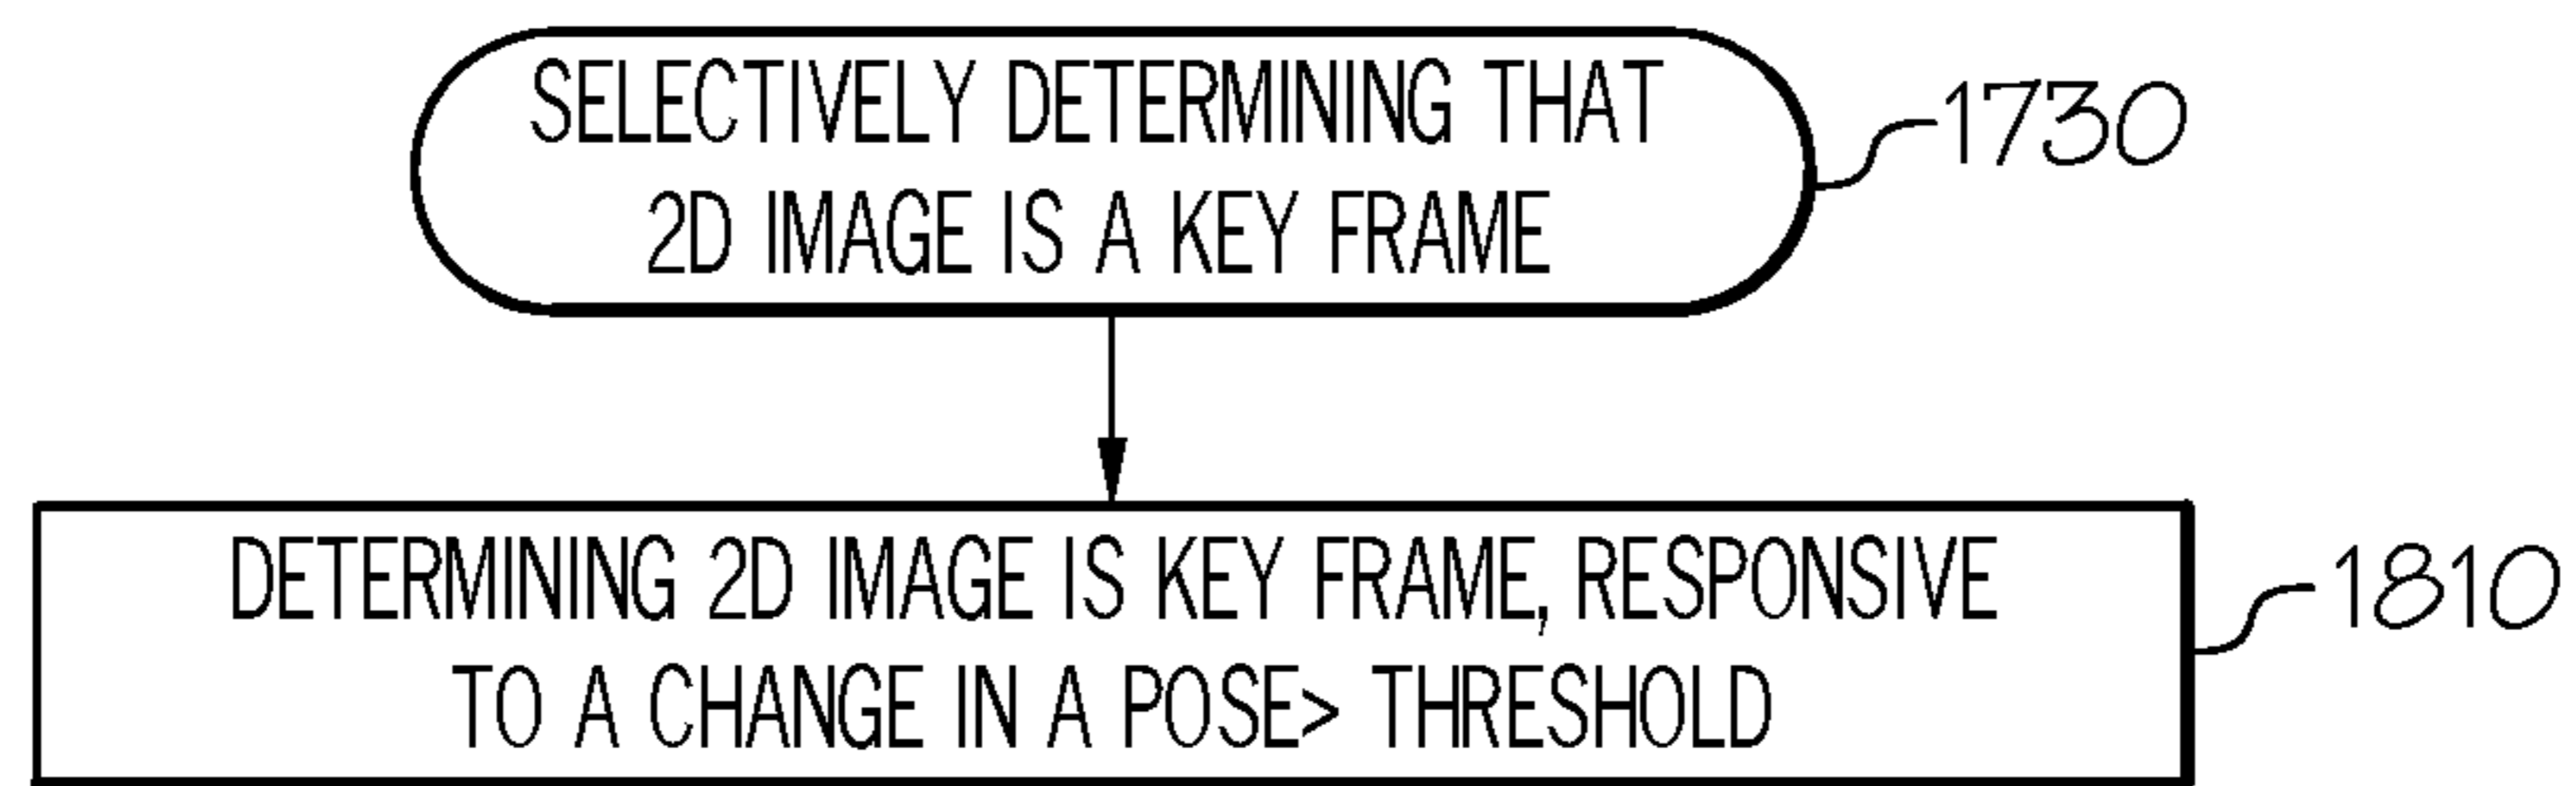 SELECTIVELY DETERMINING THAT
2D IMAGE IS A KEY FRAME
1730
DETERMINING 2D IMAGE IS KEY FRAME, RESPONSIVE
TO A CHANGE IN A POSE> THRESHOLD
1810